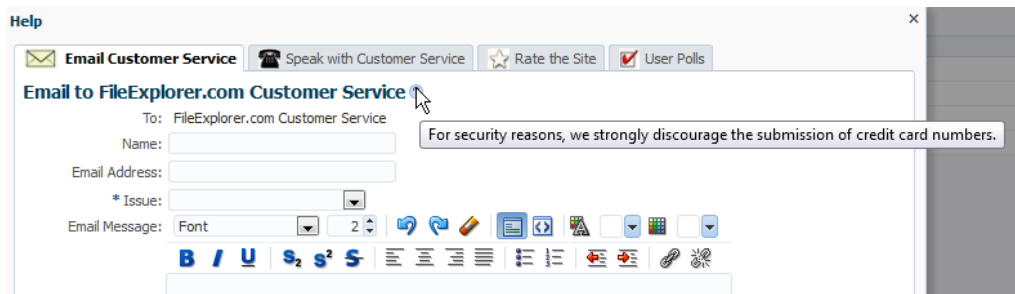 Help
Email Customer Service Speak with Customer Service Rate the Site User Polls
Email to FileExplorer.com Customer Service
To: FileExplorer.com Customer Service
For security reasons, we strongly discourage the submission of credit card numbers.
Name:
Email Address:
* Issue:
Email Message: Font 2
B I U S₂ S² S